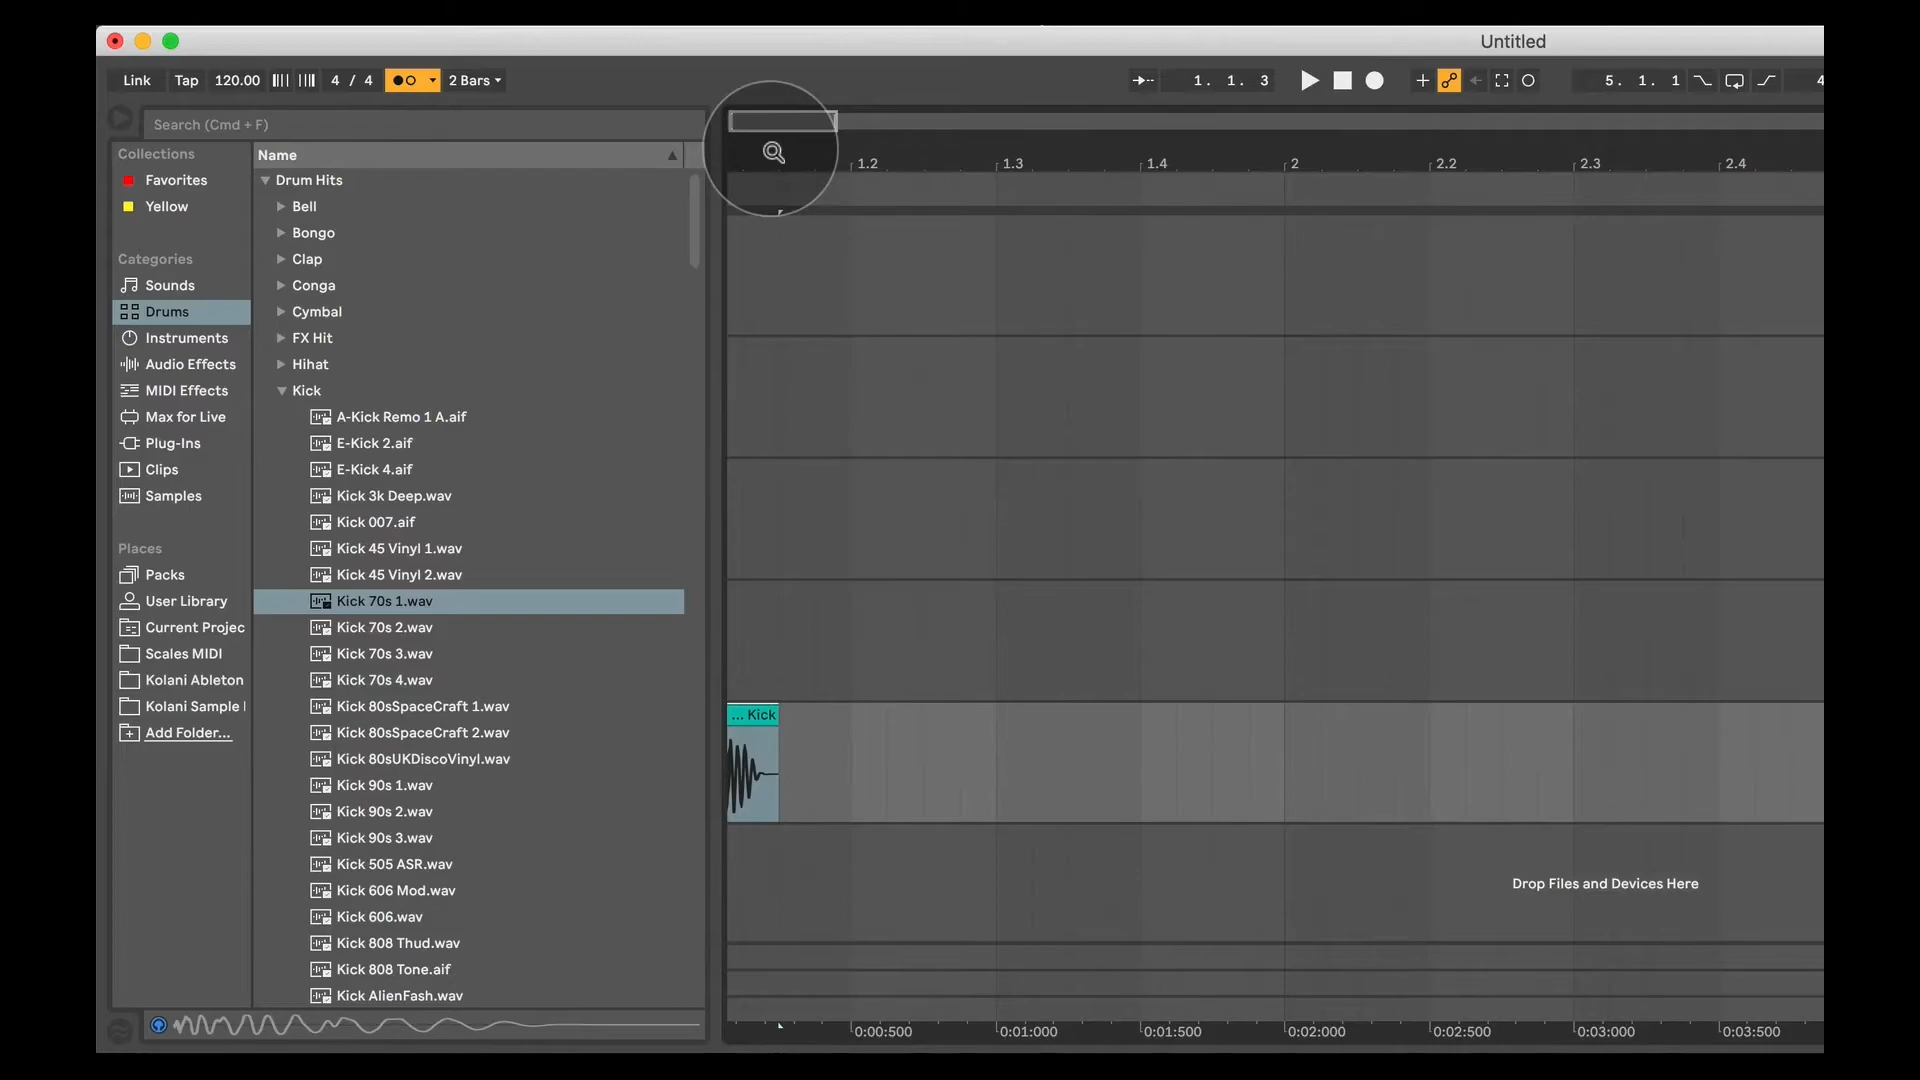 Untitled
Link Tap 120.00 4 / 4 2 Bars 1. 1. 3 5. 1. 1 4
Search (Cmd + F)
Collections
Favorites
Yellow
Categories
Sounds
Drums
Instruments
Audio Effects
MIDI Effects
Max for Live
Plug-Ins
Clips
Samples
Places
Packs
User Library
Current Projec
Scales MIDI
Kolani Ableton
Kolani Sample
Add Folder...
Name
Drum Hits
Bell
Bongo
Clap
Conga
Cymbal
FX Hit
Hihat
Kick
A-Kick Remo 1 A.aif
E-Kick 2.aif
E-Kick 4.aif
Kick 3k Deep.wav
Kick 007.aif
Kick 45 Vinyl 1.wav
Kick 45 Vinyl 2.wav
Kick 70s 1.wav
Kick 70s 2.wav
Kick 70s 3.wav
Kick 70s 4.wav
Kick 80sSpaceCraft 1.wav
Kick 80sSpaceCraft 2.wav
Kick 80sUKDiscoVinyl.wav
Kick 90s 1.wav
Kick 90s 2.wav
Kick 90s 3.wav
Kick 505 ASR.wav
Kick 606 Mod.wav
Kick 606.wav
Kick 808 Thud.wav
Kick 808 Tone.aif
Kick AlienFash.wav
1.2 1.3 1.4 2 2.2 2.3 2.4
... Kick
Drop Files and Devices Here
0:00:500 0:01:000 0:01:500 0:02:000 0:02:500 0:03:000 0:03:500